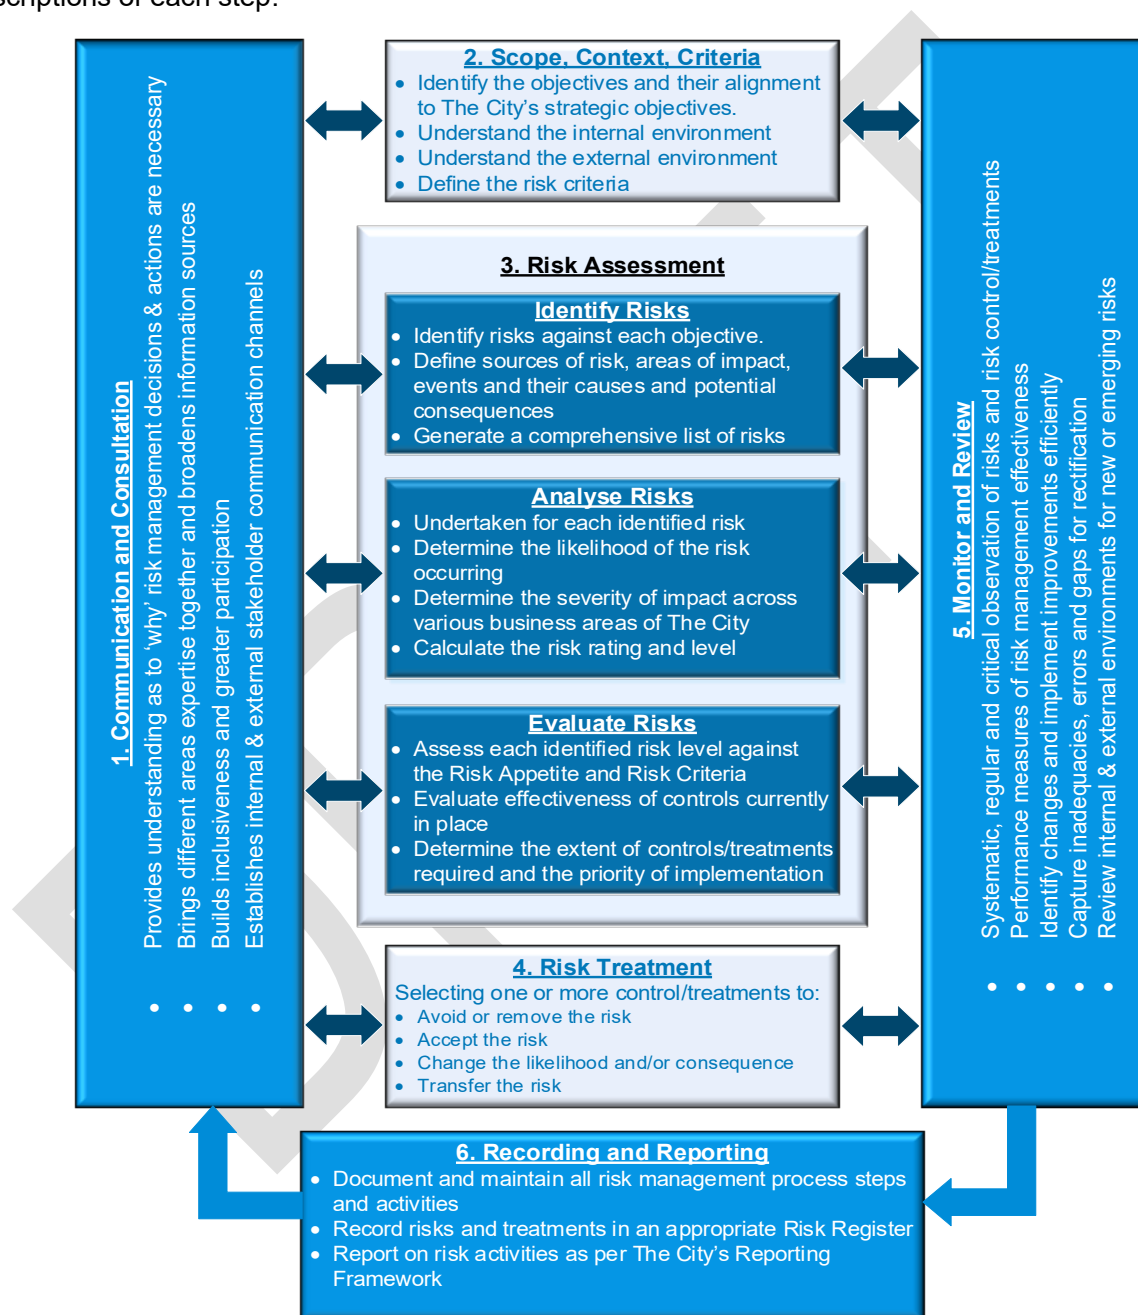 scriptions of each step.
1. Communication and Consultation
• Provides understanding as to ‘why’ risk management decisions & actions are necessary
• Brings different areas expertise together and broadens information sources
• Builds inclusiveness and greater participation
• Establishes internal & external stakeholder communication channels
2. Scope, Context, Criteria
• Identify the objectives and their alignment
to The City’s strategic objectives.
• Understand the internal environment
• Understand the external environment
• Define the risk criteria
3. Risk Assessment
Identify Risks
• Identify risks against each objective.
• Define sources of risk, areas of impact,
events and their causes and potential
consequences
• Generate a comprehensive list of risks
Analyse Risks
• Undertaken for each identified risk
• Determine the likelihood of the risk
occurring
• Determine the severity of impact across
various business areas of The City
• Calculate the risk rating and level
Evaluate Risks
• Assess each identified risk level against
the Risk Appetite and Risk Criteria
• Evaluate effectiveness of controls currently
in place
• Determine the extent of controls/treatments
required and the priority of implementation
4. Risk Treatment
Selecting one or more control/treatments to:
• Avoid or remove the risk
• Accept the risk
• Change the likelihood and/or consequence
• Transfer the risk
5. Monitor and Review
• Systematic, regular and critical observation of risks and risk control/treatments
• Performance measures of risk management effectiveness
• Identify changes and implement improvements efficiently
• Capture inadequacies, errors and gaps for rectification
• Review internal & external environments for new or emerging risks
6. Recording and Reporting
• Document and maintain all risk management process steps
and activities
• Record risks and treatments in an appropriate Risk Register
• Report on risk activities as per The City’s Reporting
Framework